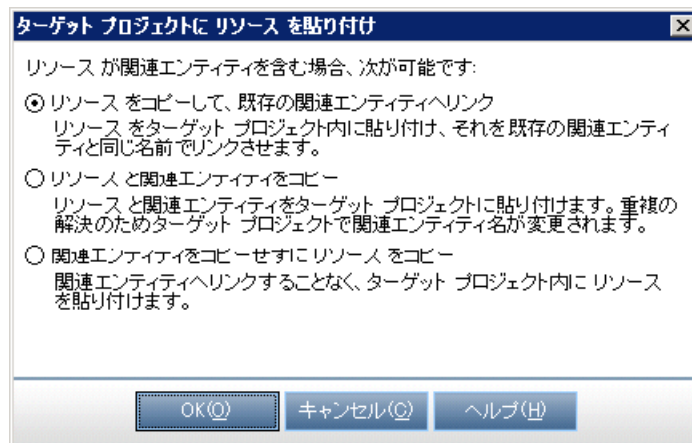 ターゲット プロジェクトに リソース を貼り付け
リソース が関連エンティティを含む場合、次が可能です:
リソース をコピーして、既存の関連エンティティへリンク
リソース をターゲット プロジェクト内に貼り付け、それを既存の関連エンティ
ティと同じ名前でリンクさせます。
リソース と関連エンティティをコピー
リソース と関連エンティティをターゲット プロジェクトに貼り付けます。重複の
解決のためターゲット プロジェクトで関連エンティティ名が変更されます。
関連エンティティをコピーせずに リソース をコピー
関連エンティティへリンクすることなく、ターゲット プロジェクト内に リソース
を貼り付けます。
OK(O) キャンセル(C) ヘルプ(H)